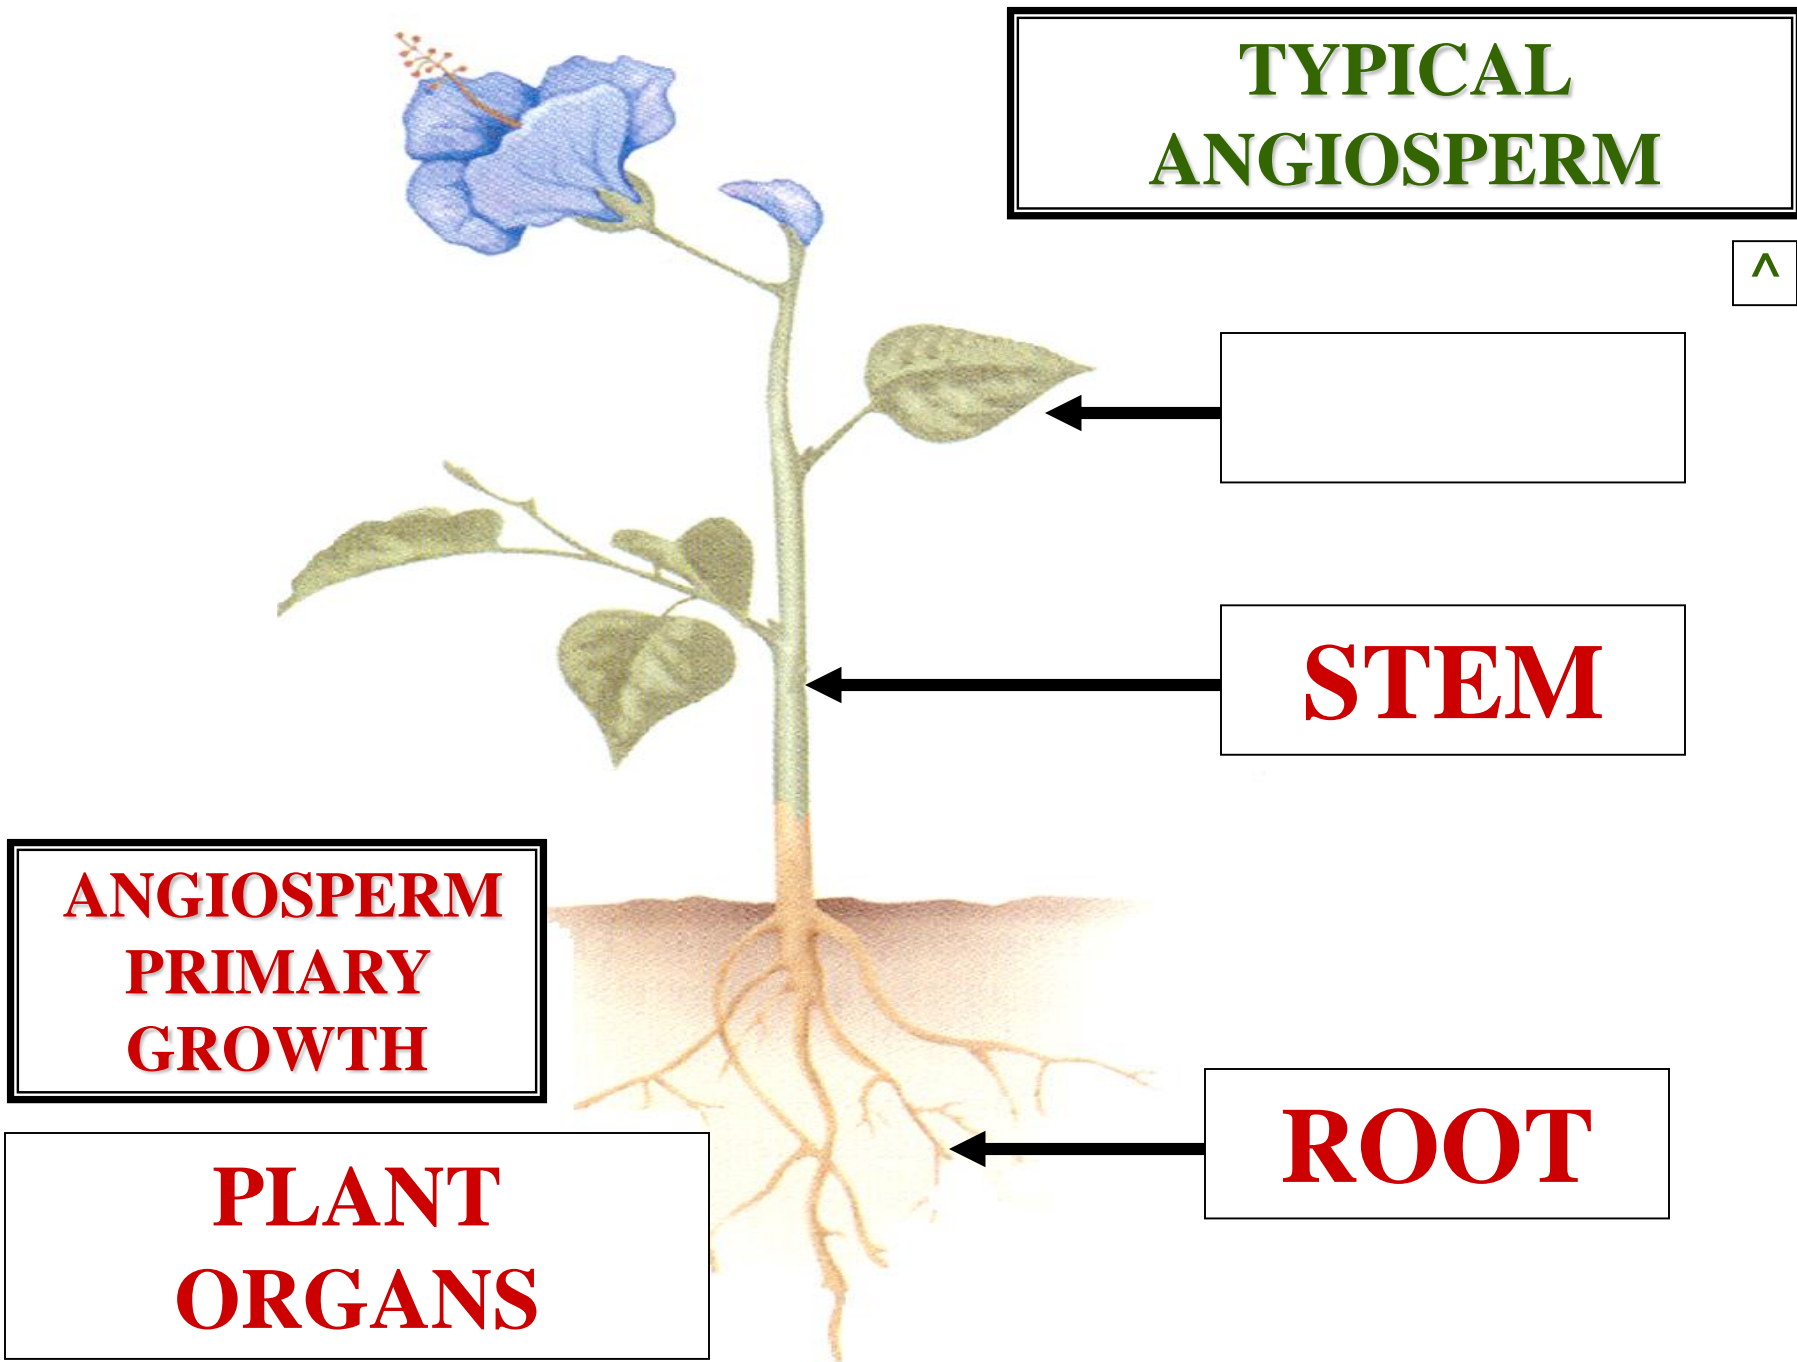 TYPICAL
ANGIOSPERM
^
STEM
ANGIOSPERM
PRIMARY
GROWTH
ROOT
PLANT
ORGANS